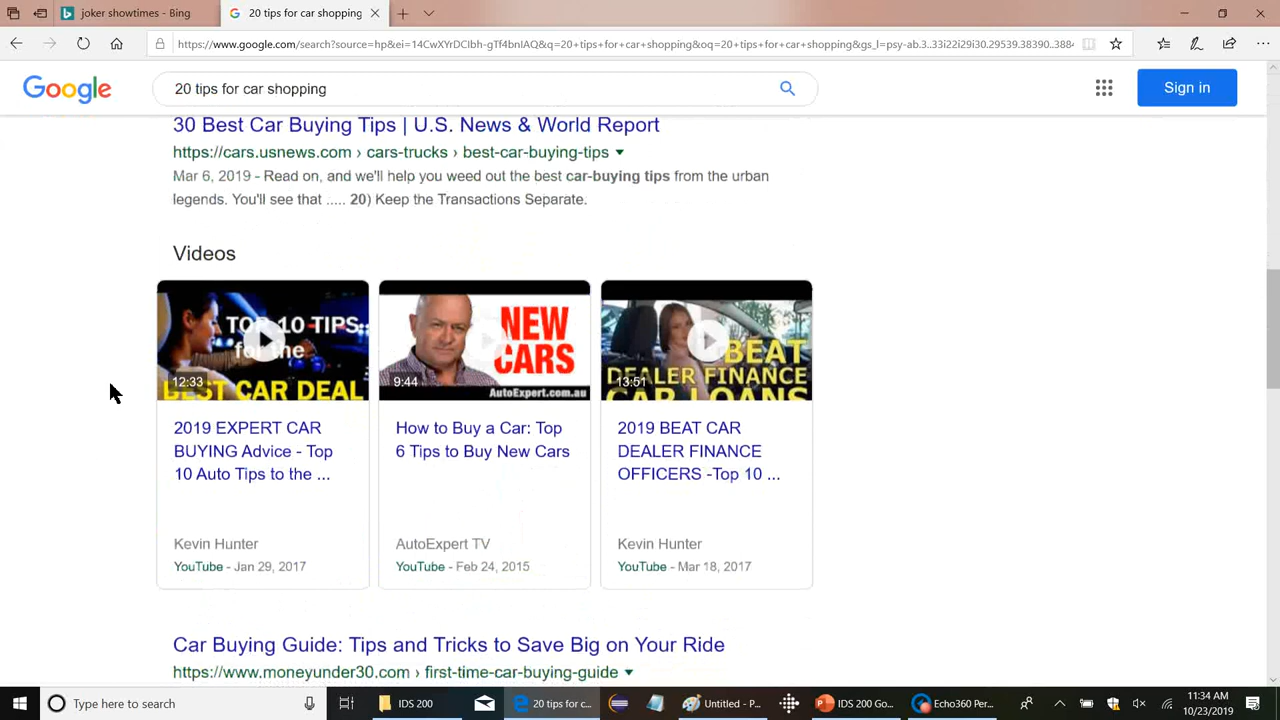 joker showtimes - Bing
20 tips for car shopping
https://www.google.com/search?source=hp&ei=14CwXYrDCIbh-gTf4bnIAQ&q=20+tips+for+car+shopping&oq=20+tips+for+car+shopping&gs_l=psy-ab.3..33i22i29i30.29539.38390..3884
Google
20 tips for car shopping
Sign in
30 Best Car Buying Tips | U.S. News & World Report
https://cars.usnews.com › cars-trucks › best-car-buying-tips
Mar 6, 2019 - Read on, and we'll help you weed out the best car-buying tips from the urban
legends. You'll see that ..... 20) Keep the Transactions Separate.
Videos
TOP 10 TIPS
for the
BEST CAR DEAL
12:33
NEW
CARS
9:44
AutoExpert.com.au
BEAT
DEALER FINANCE
CAR LOANS
13:51
2019 EXPERT CAR
BUYING Advice - Top
10 Auto Tips to the ...
Kevin Hunter
YouTube - Jan 29, 2017
How to Buy a Car: Top
6 Tips to Buy New Cars
AutoExpert TV
YouTube - Feb 24, 2015
2019 BEAT CAR
DEALER FINANCE
OFFICERS -Top 10 ...
Kevin Hunter
YouTube - Mar 18, 2017
Car Buying Guide: Tips and Tricks to Save Big on Your Ride
https://www.moneyunder30.com › first-time-car-buying-guide
Type here to search
IDS 200
20 tips for c...
Untitled - P...
IDS 200 Go...
Echo360 Per...
11:34 AM
10/23/2019